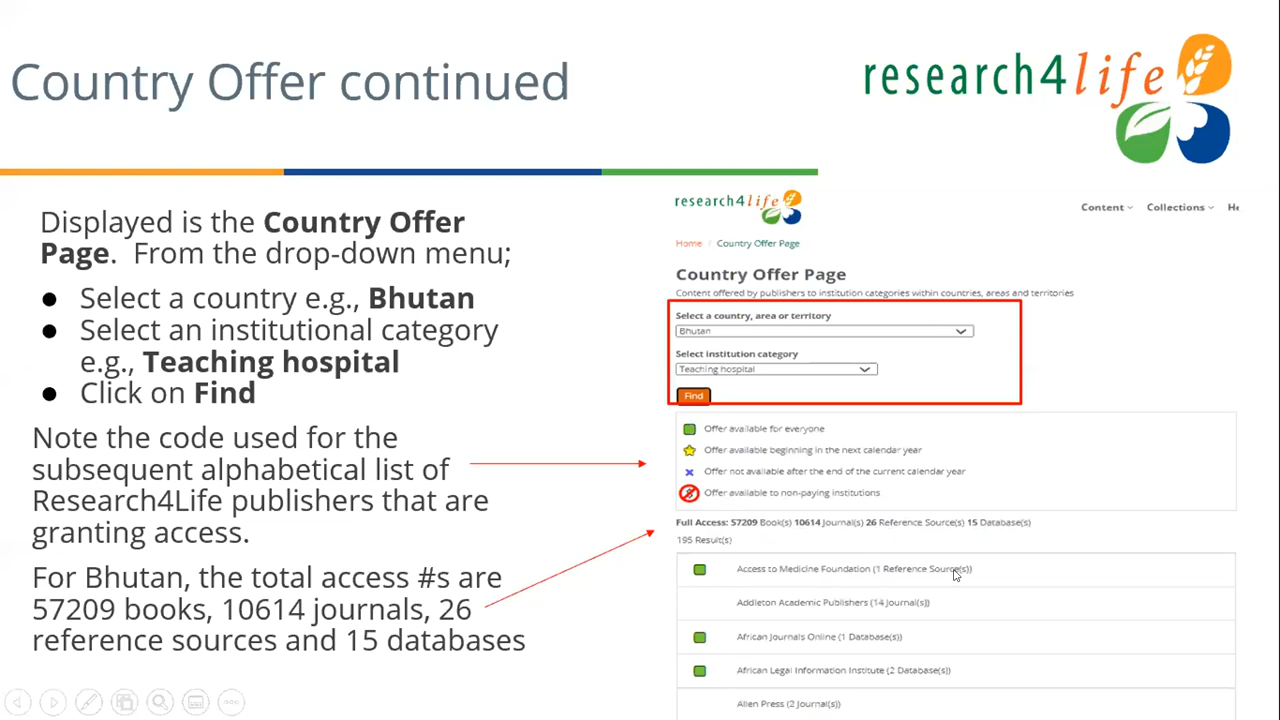 Country Offer continued
research4life
Displayed is the Country Offer
Page. From the drop-down menu;
● Select a country e.g., Bhutan
● Select an institutional category
e.g., Teaching hospital
● Click on Find
Note the code used for the
subsequent alphabetical list of
Research4Life publishers that are
granting access.
For Bhutan, the total access #s are
57209 books, 10614 journals, 26
reference sources and 15 databases
research4life
Content Collections He
Home / Country Offer Page
Country Offer Page
Content offered by publishers to institution categories within countries, areas and territories
Select a country, area or territory
Bhutan
Select institution category
Teaching hospital
Find
Offer available for everyone
Offer available beginning in the next calendar year
Offer not available after the end of the current calendar year
Offer available to non-paying institutions
Full Access: 57209 Book(s) 10614 Journal(s) 26 Reference Source(s) 15 Database(s)
195 Result(s)
Access to Medicine Foundation (1 Reference Source(s))
Addleton Academic Publishers (14 Journal(s))
African Journals Online (1 Database(s))
African Legal Information Institute (2 Database(s))
Allen Press (2 Journal(s))